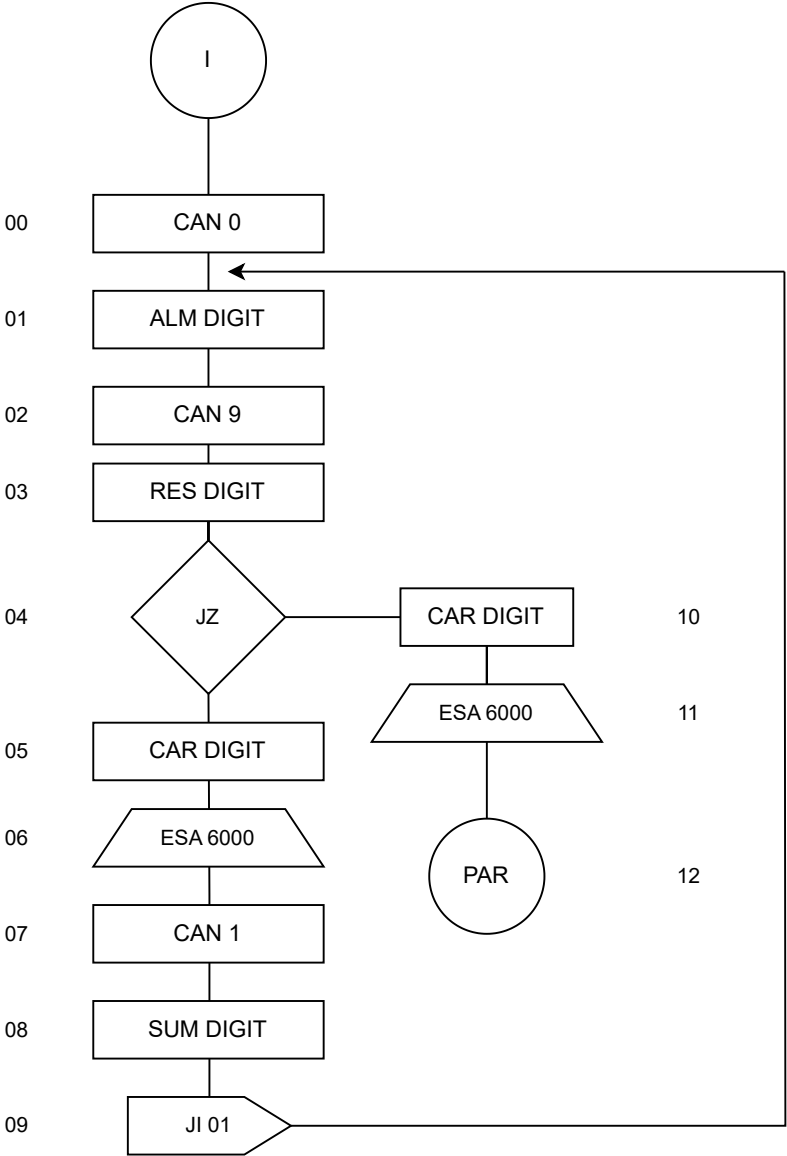 I
00 CAN 0
01 ALM DIGIT
02 CAN 9
03 RES DIGIT
04 JZ CAR DIGIT 10
ESA 6000 11
05 CAR DIGIT
06 ESA 6000
PAR 12
07 CAN 1
08 SUM DIGIT
09 JI 01